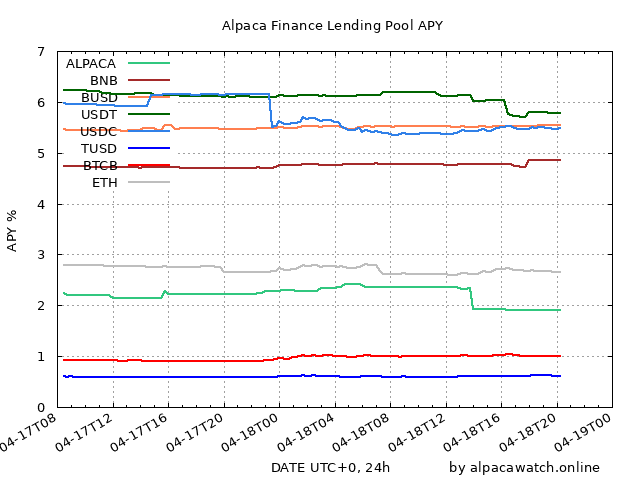 Alpaca Finance Lending Pool APY
7
6
5
4
3
2
1
0
APY %
ALPACA
BNB
BUSD
USDT
USDC
TUSD
BTCB
ETH
04-17T08
04-17T12
04-17T16
04-17T20
04-18T00
04-18T04
04-18T08
04-18T12
04-18T16
04-18T20
04-19T00
DATE UTC+0, 24h
by alpacawatch.online